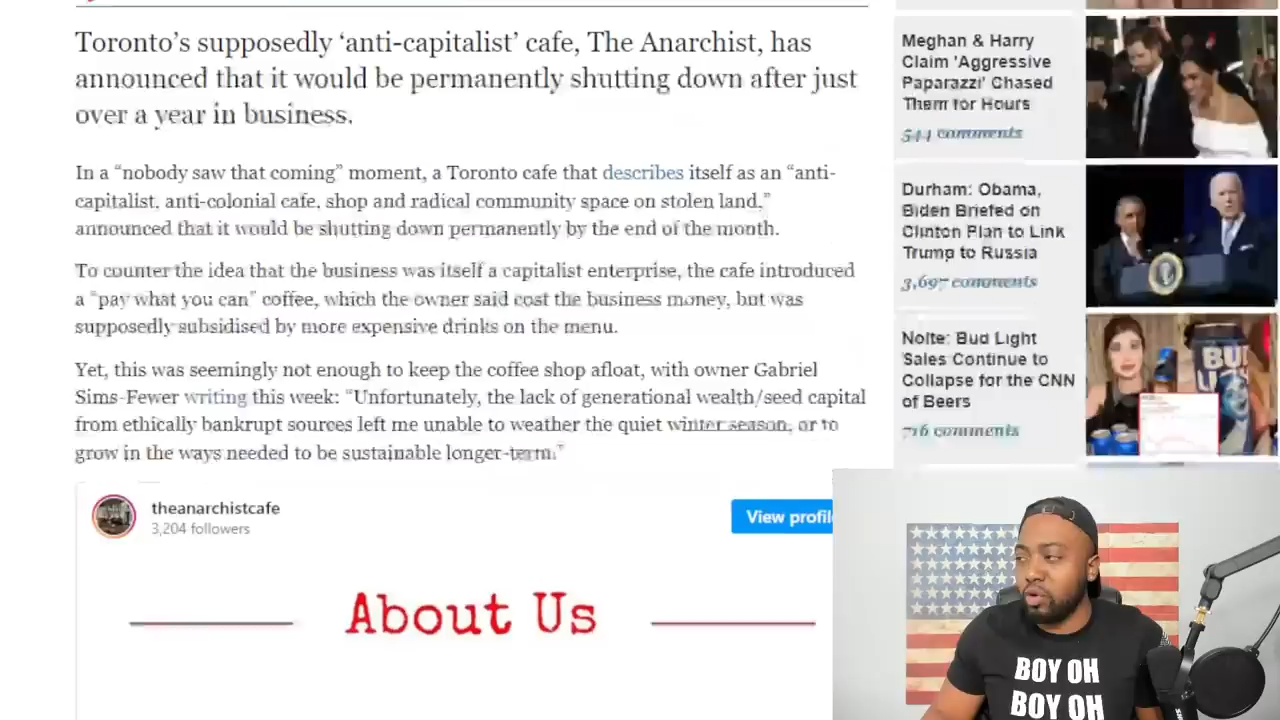 Toronto's supposedly 'anti-capitalist' cafe, The Anarchist, has
announced that it would be permanently shutting down after just
over a year in business.
In a “nobody saw that coming” moment, a Toronto cafe that describes itself as an “anti-
capitalist, anti-colonial cafe, shop and radical community space on stolen land,”
announced that it would be shutting down permanently by the end of the month.
To counter the idea that the business was itself a capitalist enterprise, the cafe introduced
a “pay what you can” coffee, which the owner said cost the business money, but was
supposedly subsidised by more expensive drinks on the menu.
Yet, this was seemingly not enough to keep the coffee shop afloat, with owner Gabriel
Sims-Fewer writing this week: “Unfortunately, the lack of generational wealth/seed capital
from ethically bankrupt sources left me unable to weather the quiet winter season, or to
grow in the ways needed to be sustainable longer-term.”
theanarchistcafe
3,204 followers
View profil
About Us
Meghan & Harry
Claim 'Aggressive
Paparazzi' Chased
Them for Hours
544 comments
Durham: Obama,
Biden Briefed on
Clinton Plan to Link
Trump to Russia
3,697 comments
Nolte: Bud Light
Sales Continue to
Collapse for the CNN
of Beers
716 comments
BOY OH
BOY OH